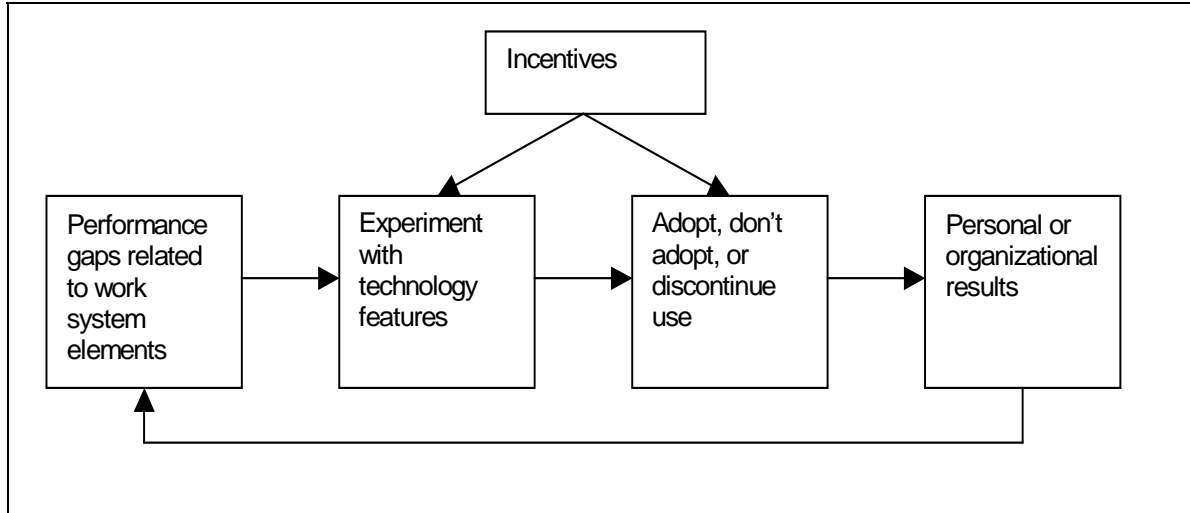 Incentives
Performance
gaps related
to work
system
elements
Experiment
with
technology
features
Adopt, don’t
adopt, or
discontinue
use
Personal or
organizational
results